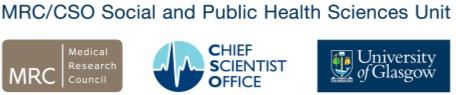 MRC/CSO Social and Public Health Sciences Unit
MRC
Medical
Research
Council
CHIEF
SCIENTIST
OFFICE
University
of Glasgow